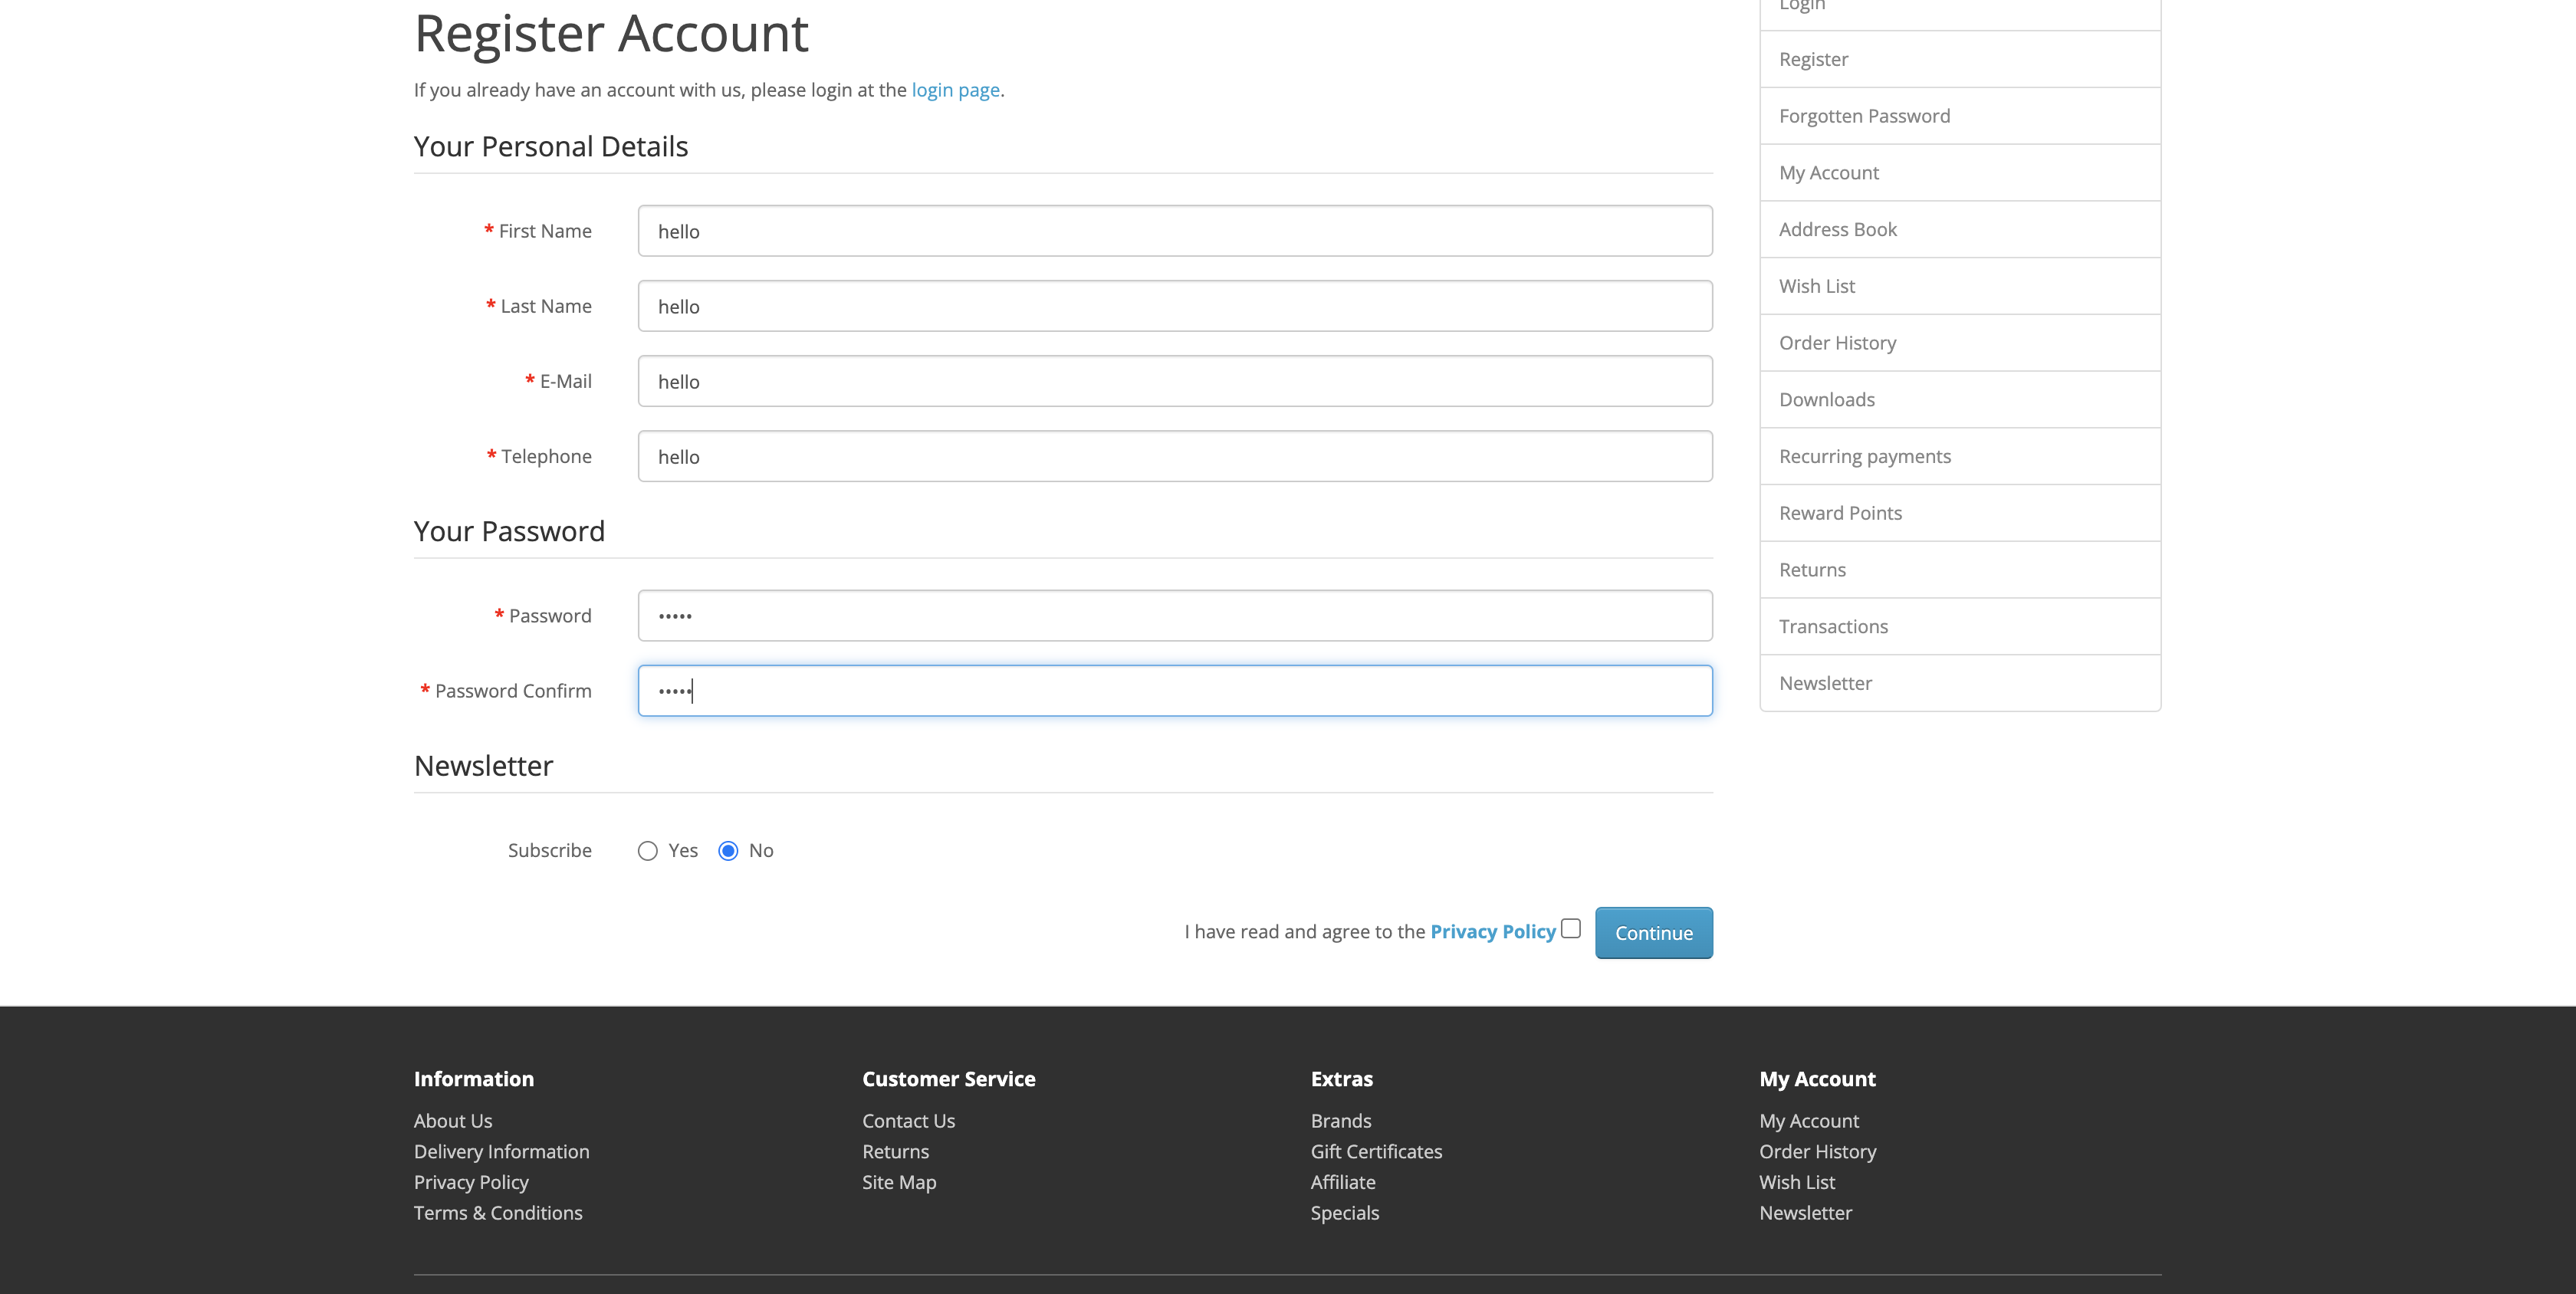 Register Account
If you already have an account with us, please login at the login page.
Your Personal Details
* First Name hello
* Last Name hello
* E-Mail hello
* Telephone hello
Your Password
* Password •••••
* Password Confirm •••••
Newsletter
Subscribe Yes No
I have read and agree to the Privacy Policy Continue
Login
Register
Forgotten Password
My Account
Address Book
Wish List
Order History
Downloads
Recurring payments
Reward Points
Returns
Transactions
Newsletter
Information
About Us
Delivery Information
Privacy Policy
Terms & Conditions
Customer Service
Contact Us
Returns
Site Map
Extras
Brands
Gift Certificates
Affiliate
Specials
My Account
My Account
Order History
Wish List
Newsletter